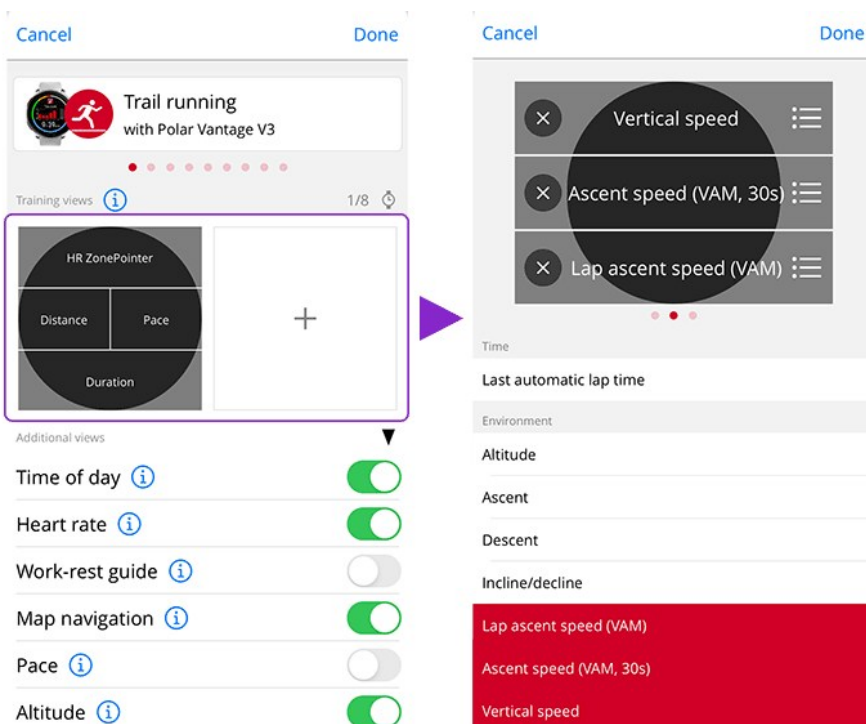 Cancel
Done
Trail running
with Polar Vantage V3
Training views
1/8
HR ZonePointer
Distance
Pace
Duration
Additional views
Time of day
Heart rate
Work-rest guide
Map navigation
Pace
Altitude
Cancel
Done
Vertical speed
Ascent speed (VAM, 30s)
Lap ascent speed (VAM)
Time
Last automatic lap time
Environment
Altitude
Ascent
Descent
Incline/decline
Lap ascent speed (VAM)
Ascent speed (VAM, 30s)
Vertical speed